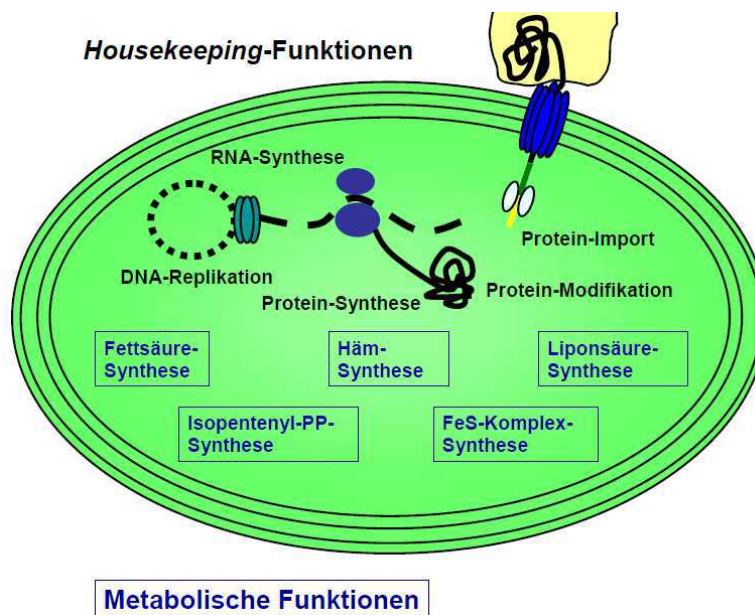 Housekeeping-Funktionen
RNA-Synthese
Protein-Import
DNA-Replikation
Protein-Synthese
Protein-Modifikation
Fettsäure-
Synthese
Häm-
Synthese
Liponsäure-
Synthese
Isopentenyl-PP-
Synthese
FeS-Komplex-
Synthese
Metabolische Funktionen